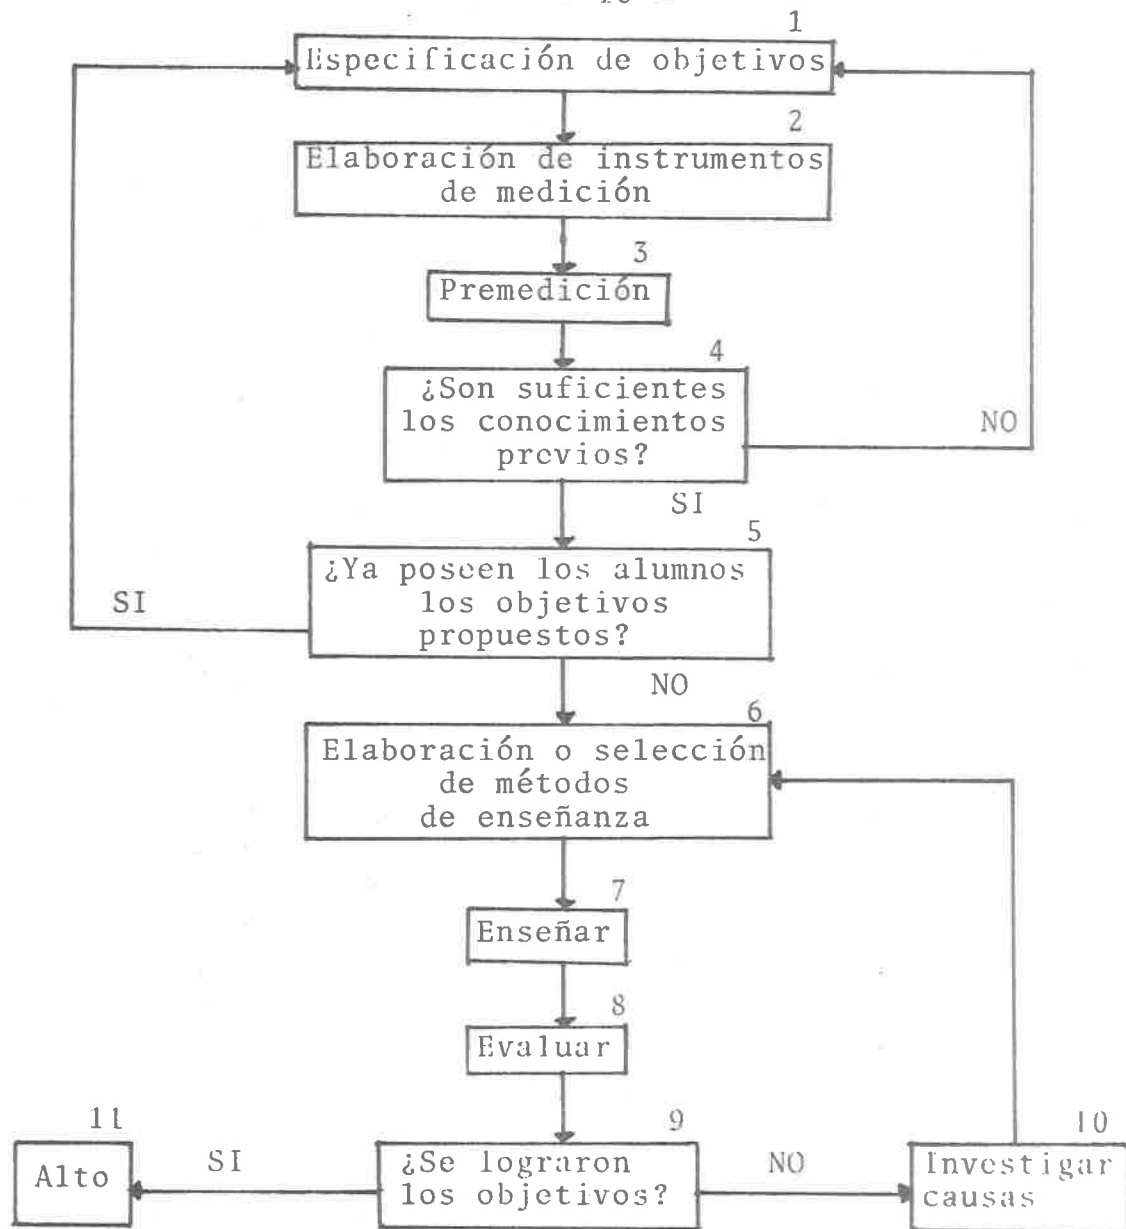 1
Especificación de objetivos
2
Elaboración de instrumentos
de medición
3
Premedición
4
¿Son suficientes
los conocimientos
previos?
NO
SI
5
¿Ya poseen los alumnos
los objetivos
propuestos?
SI
NO
6
Elaboración o selección
de métodos
de enseñanza
7
Enseñar
8
Evaluar
9
¿Se lograron
los objetivos?
SI
NO
10
Investigar
causas
11
Alto